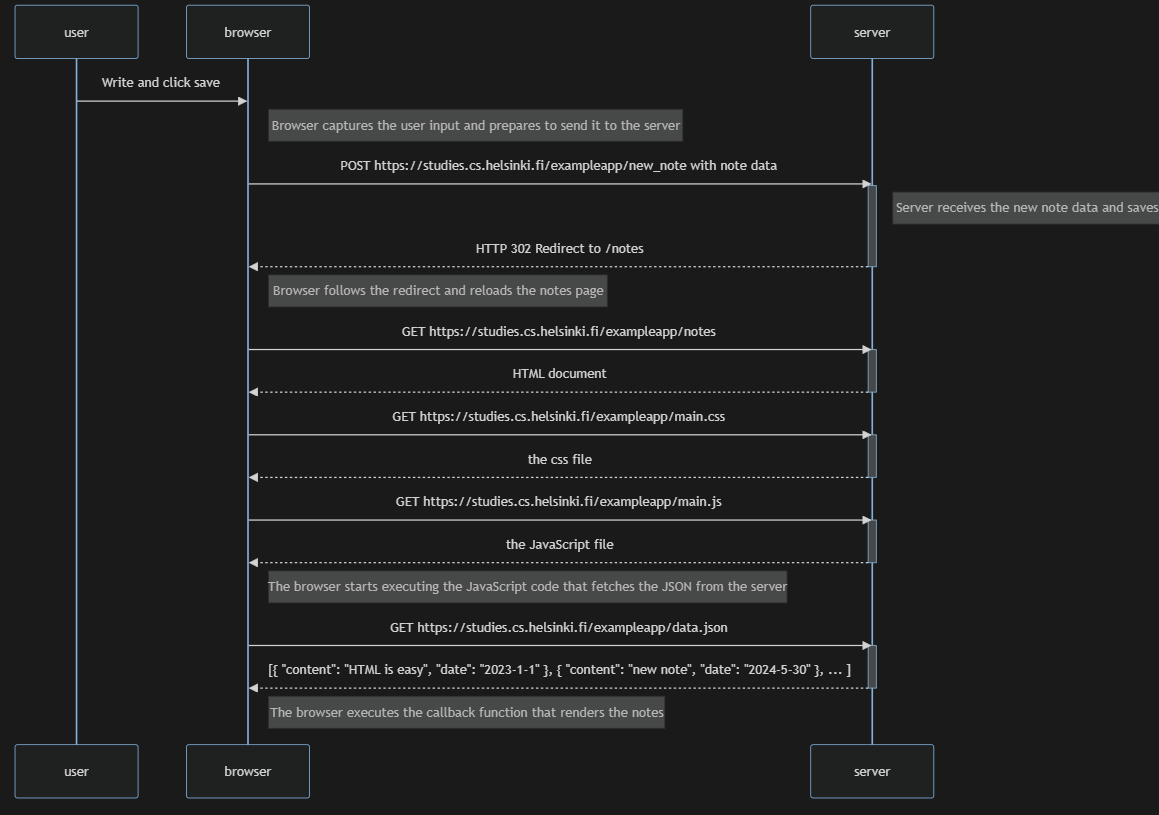 user
browser
server
Write and click save
Browser captures the user input and prepares to send it to the server
POST https://studies.cs.helsinki.fi/exampleapp/new_note with note data
Server receives the new note data and saves
HTTP 302 Redirect to /notes
Browser follows the redirect and reloads the notes page
GET https://studies.cs.helsinki.fi/exampleapp/notes
HTML document
GET https://studies.cs.helsinki.fi/exampleapp/main.css
the css file
GET https://studies.cs.helsinki.fi/exampleapp/main.js
the JavaScript file
The browser starts executing the JavaScript code that fetches the JSON from the server
GET https://studies.cs.helsinki.fi/exampleapp/data.json
[{ "content": "HTML is easy", "date": "2023-1-1" }, { "content": "new note", "date": "2024-5-30" }, ... ]
The browser executes the callback function that renders the notes
user
browser
server